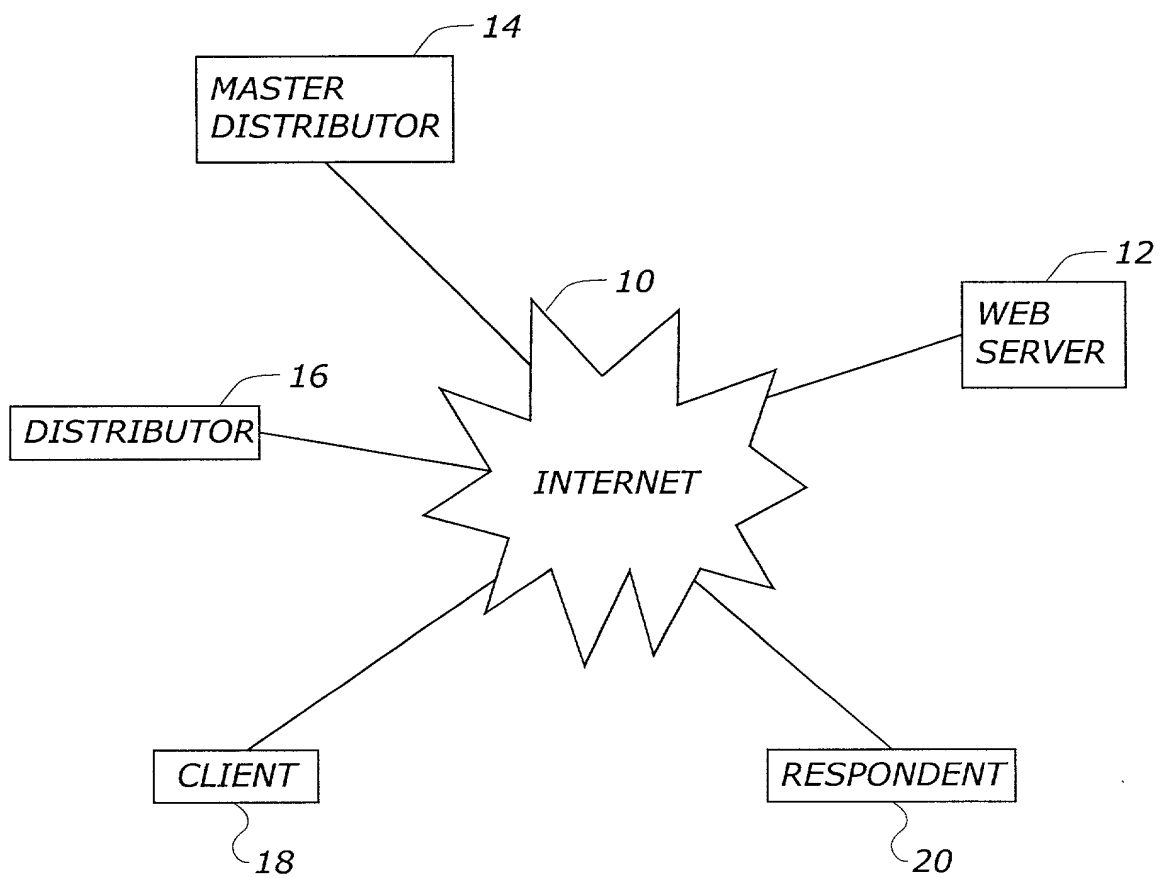 14
MASTER
DISTRIBUTOR
12
10
WEB
SERVER
16
DISTRIBUTOR
INTERNET
CLIENT
RESPONDENT
18
20